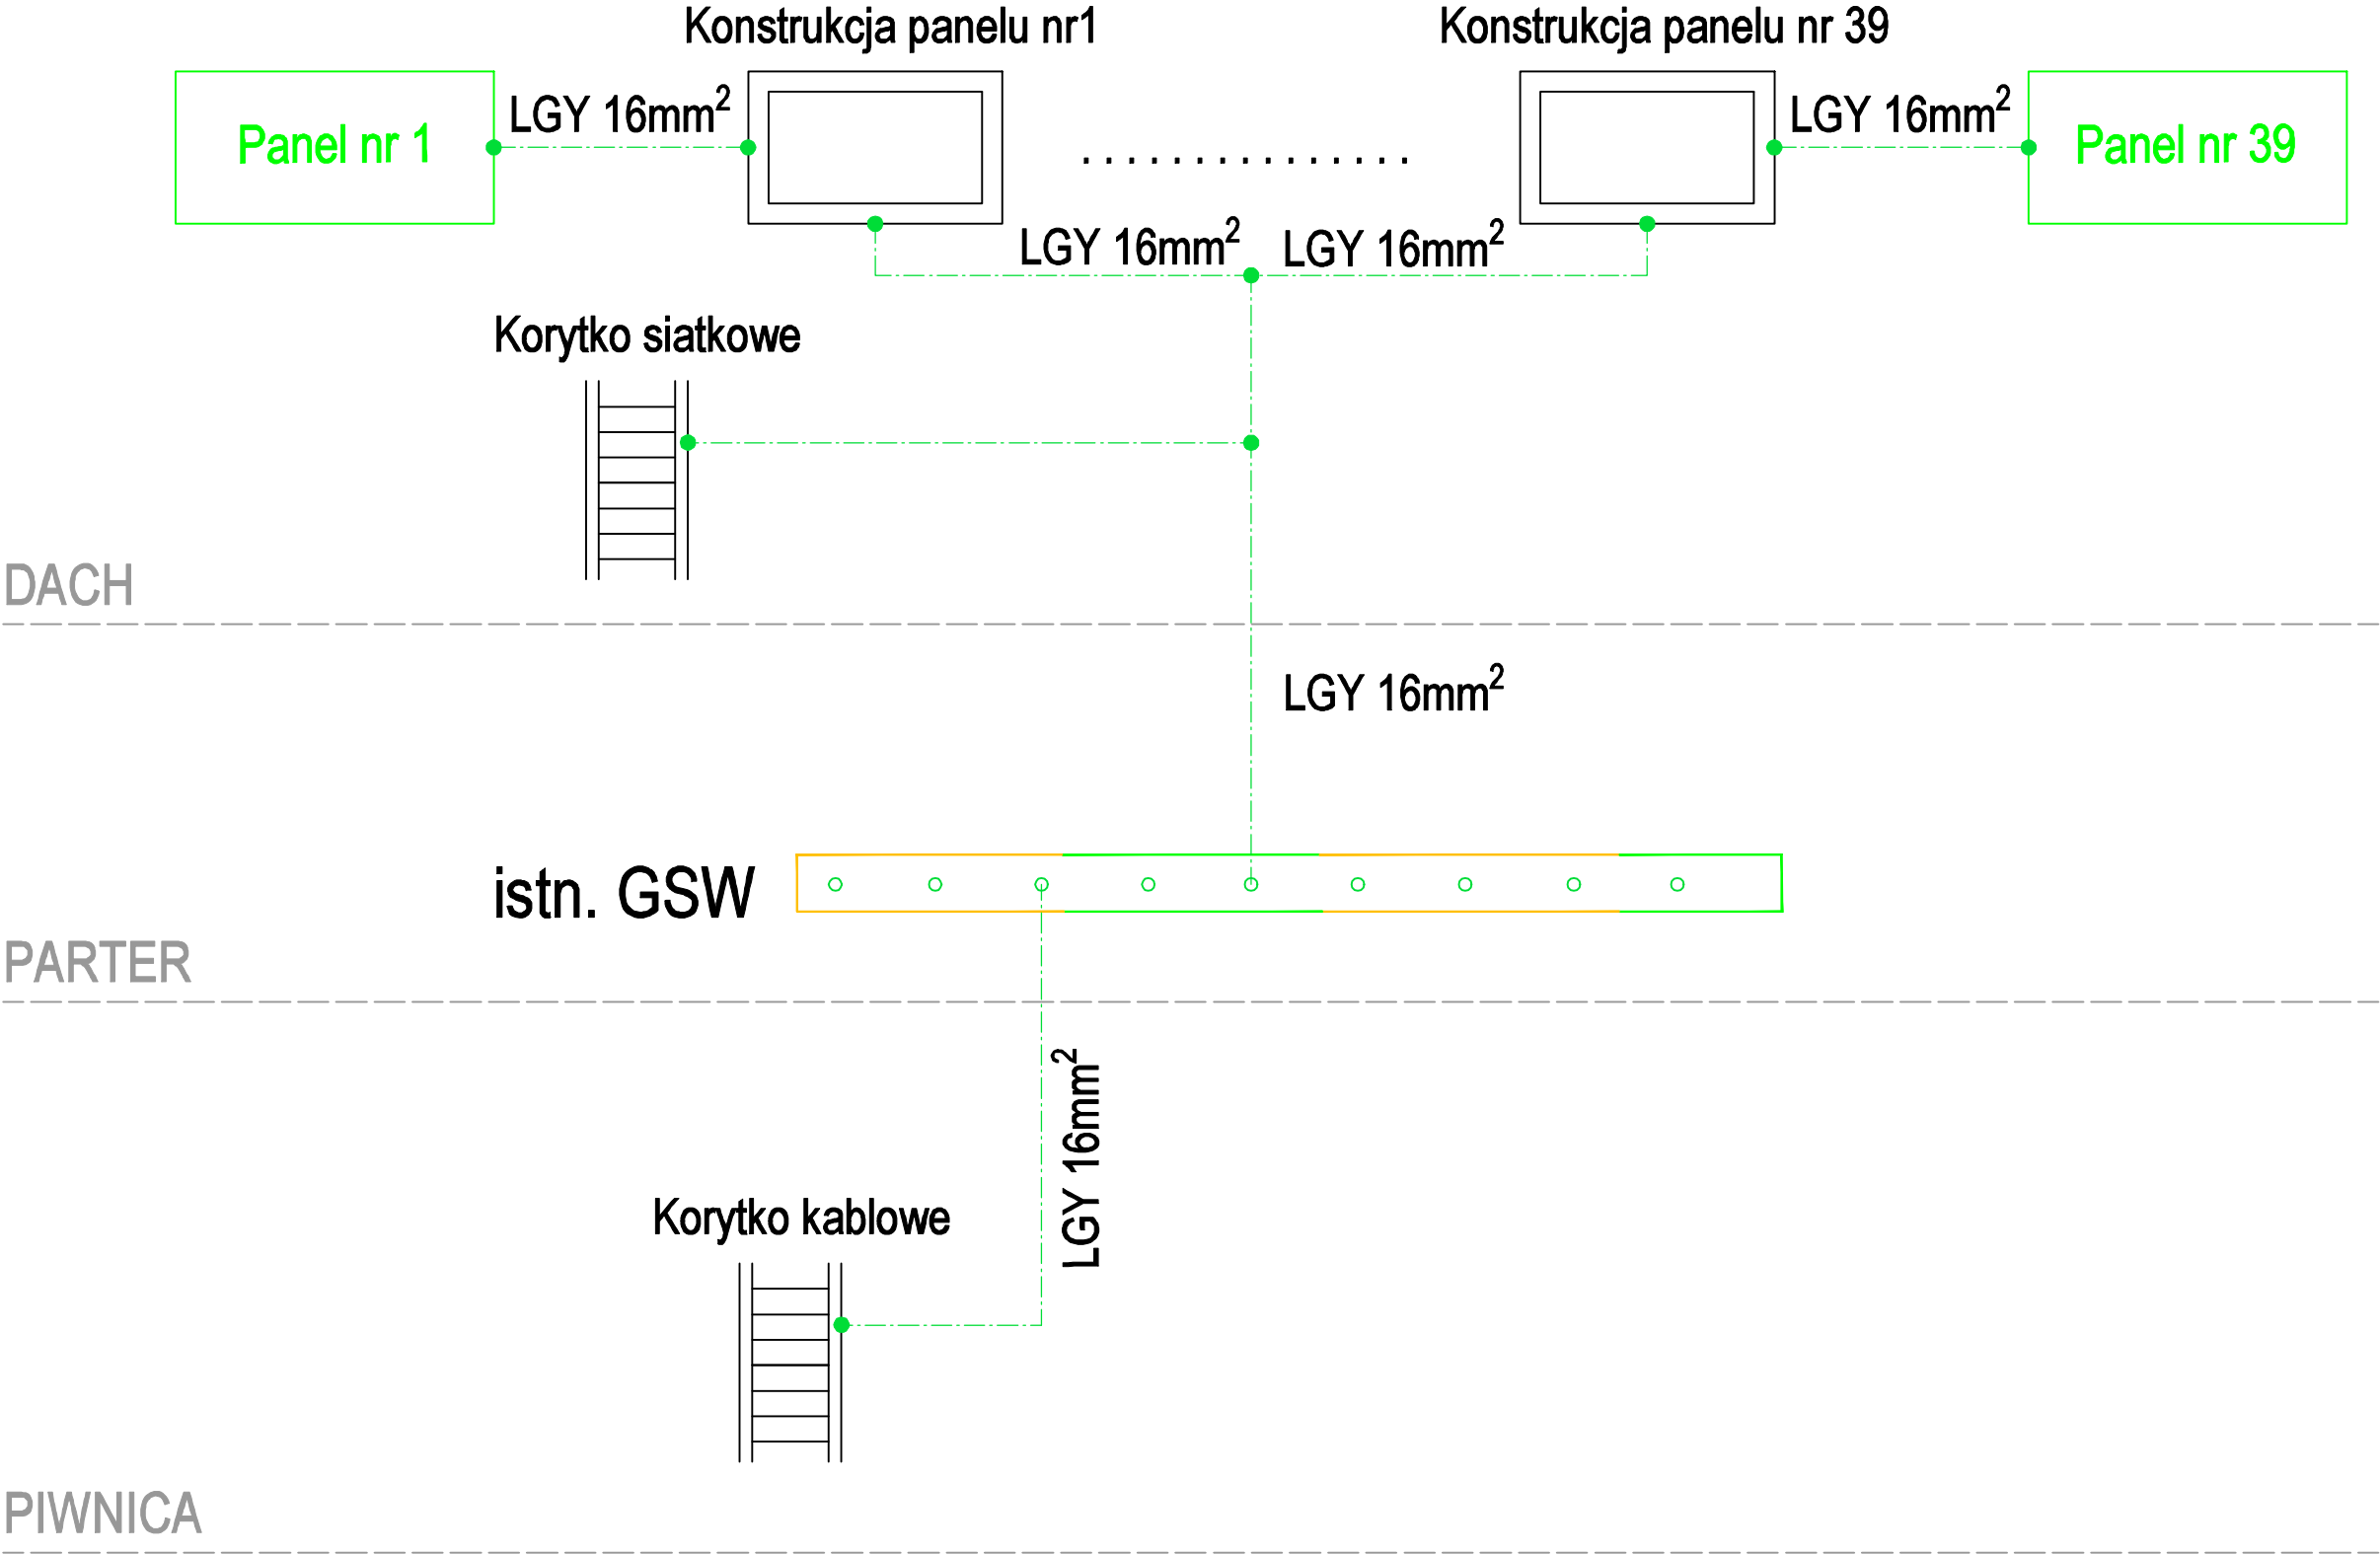 Konstrukcja panelu nr1
Konstrukcja panelu nr 39
Panel nr 1
LGY 16mm²
. . . . . . . . . . . . . . .
LGY 16mm²
Panel nr 39
LGY 16mm²
LGY 16mm²
Korytko siatkowe
DACH
LGY 16mm²
istn. GSW
PARTER
LGY 16mm²
Korytko kablowe
PIWNICA